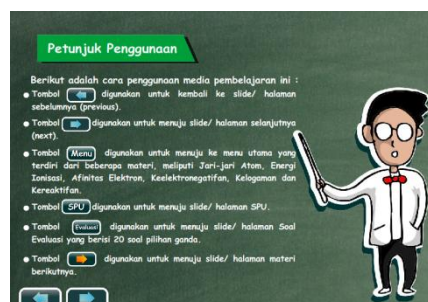 Petunjuk Penggunaan
Berikut adalah cara penggunaan media pembelajaran ini :
Tombol digunakan untuk kembali ke slide/ halaman
sebelumnya (previous).
Tombol digunakan untuk menuju slide/ halaman selanjutnya
(next).
Tombol Menu digunakan untuk menuju ke menu utama yang
terdiri dari beberapa materi, meliputi Jari-jari Atom, Energi
Ionisasi, Afinitas Elektron, Keelektronegatifan, Kelogaman dan
Kereaktifan.
Tombol SPU digunakan untuk menuju slide/ halaman SPU.
Tombol Evaluasi digunakan untuk menuju slide/ halaman Soal
Evaluasi yang berisi 20 soal pilihan ganda.
Tombol digunakan untuk menuju slide/ halaman materi
berikutnya.